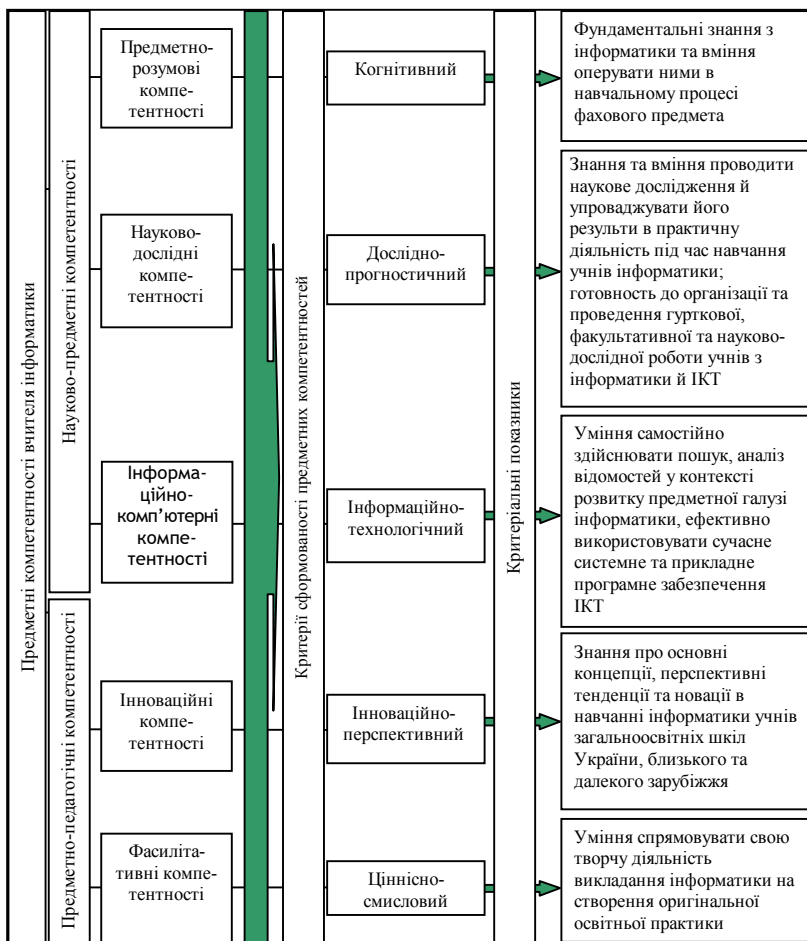 Предметні компетентності вчителя інформатики
Науково-предметні компетентності
Предметно-педагогічні компетентності
Предметно-
розумові
компе-
тентності
Науково-
дослідні
компе-
тентності
Інформа-
ційно-
комп’ютерні
компе-
тентності
Інноваційні
компе-
тентності
Фасиліта-
тивні компе-
тентності
Критерії сформованості предметних компетентностей
Когнітивний
Дослідно-
прогностичний
Інформаційно-
технологічний
Інноваційно-
перспективний
Ціннісно-
смисловий
Критеріальні показники
Фундаментальні знання з
інформатики та вміння
оперувати ними в
навчальному процесі
фахового предмета
Знання та вміння проводити
наукове дослідження й
упроваджувати його
результати в практичну
діяльність під час навчання
учнів інформатики;
готовность до організації та
проведення гурткової,
факультативної та науково-
дослідної роботи учнів з
інформатики й ІКТ
Уміння самостійно
здійснювати пошук, аналіз
відомостей у контексті
розвитку предметної галузі
інформатики, ефективно
використовувати сучасне
системне та прикладне
програмне забезпечення
ІКТ
Знання про основні
концепції, перспективні
тенденції та новації в
навчанні інформатики учнів
загальноосвітніх шкіл
України, близького та
далекого зарубіжжя
Уміння спрямовувати свою
творчу діяльність
викладання інформатики на
створення оригінальної
освітньої практики